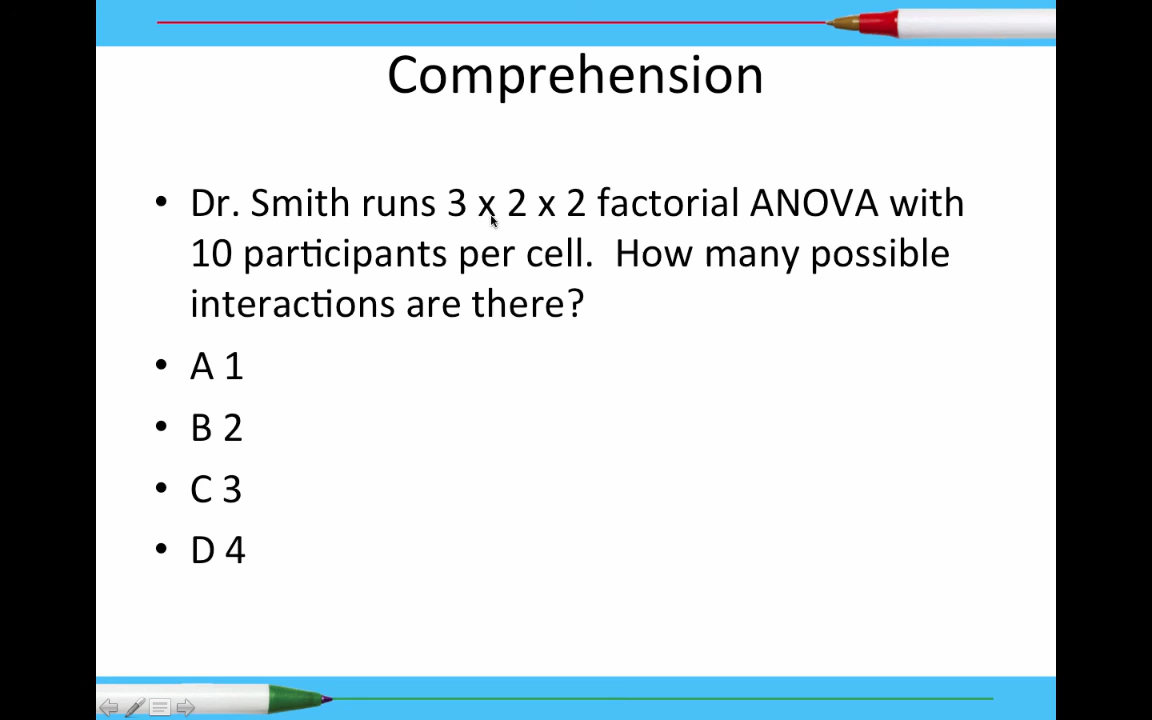 Comprehension
• Dr. Smith runs 3 x 2 x 2 factorial ANOVA with
10 participants per cell.  How many possible
interactions are there?
• A 1
• B 2
• C 3
• D 4